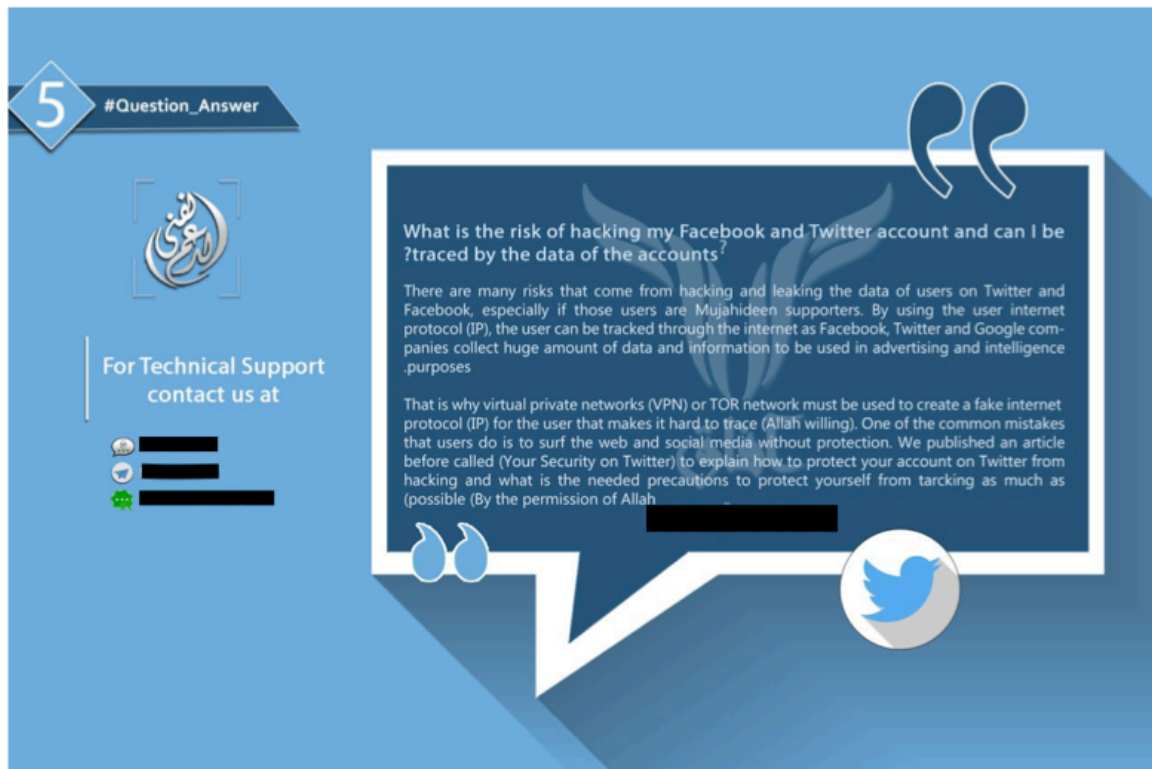 5
#Question_Answer
الدعم الفني
For Technical Support
contact us at
What is the risk of hacking my Facebook and Twitter account and can I be
?traced by the data of the accounts?
There are many risks that come from hacking and leaking the data of users on Twitter and
Facebook, especially if those users are Mujahideen supporters. By using the user internet
protocol (IP), the user can be tracked through the internet as Facebook, Twitter and Google com-
panies collect huge amount of data and information to be used in advertising and intelligence
.purposes
That is why virtual private networks (VPN) or TOR network must be used to create a fake internet
protocol (IP) for the user that makes it hard to trace (Allah willing). One of the common mistakes
that users do is to surf the web and social media without protection. We published an article
before called (Your Security on Twitter) to explain how to protect your account on Twitter from
hacking and what is the needed precautions to protect yourself from tarcking as much as
(possible (By the permission of Allah